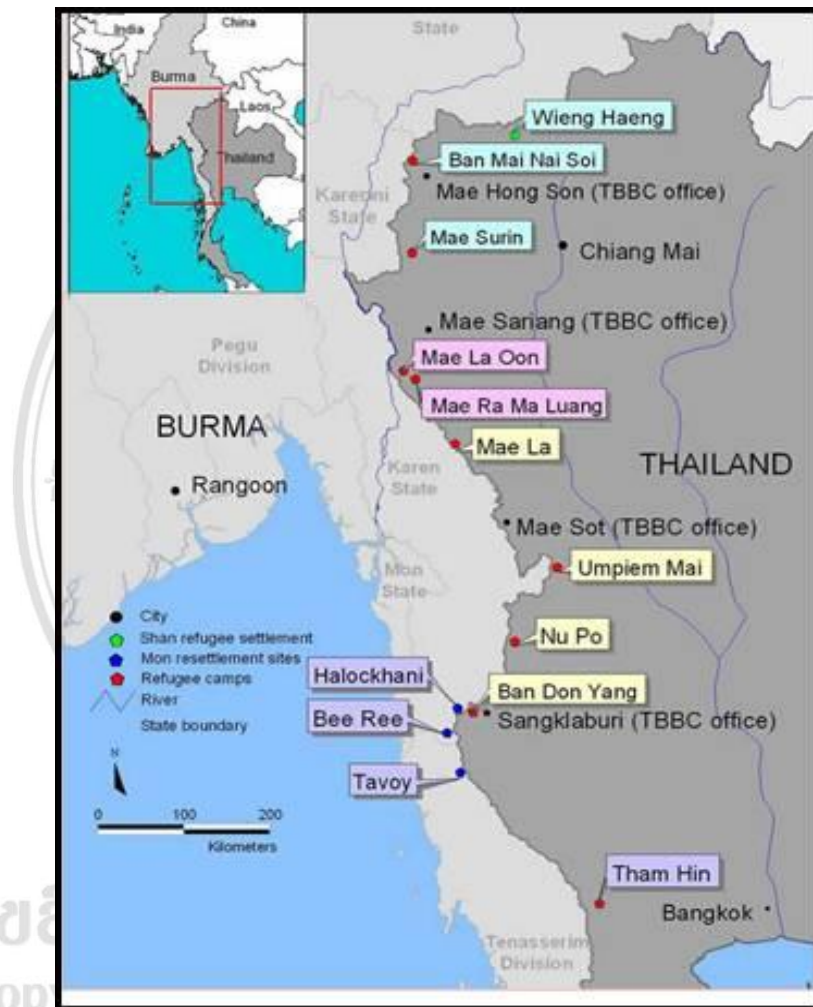 China
India
Burma
Laos
Thailand
State
Wieng Haeng
Ban Mai Nai Soi
Mae Hong Son (TBBC office)
Karenni
State
Mae Surin
Chiang Mai
Mae Sariang (TBBC office)
Pegu
Division
Mae La Oon
Mae Ra Ma Luang
BURMA
Mae La
THAILAND
Karen
State
Rangoon
Mae Sot (TBBC office)
Umpiem Mai
Mon
State
City
Shan refugee settlement
Mon resettlement sites
Refugee camps
River
State boundary
Nu Po
Halockhani
Ban Don Yang
Bee Ree
Sangklaburi (TBBC office)
Tavoy
N
0 100 200
Kilometers
Tham Hin
Bangkok
Tenasserim
Division